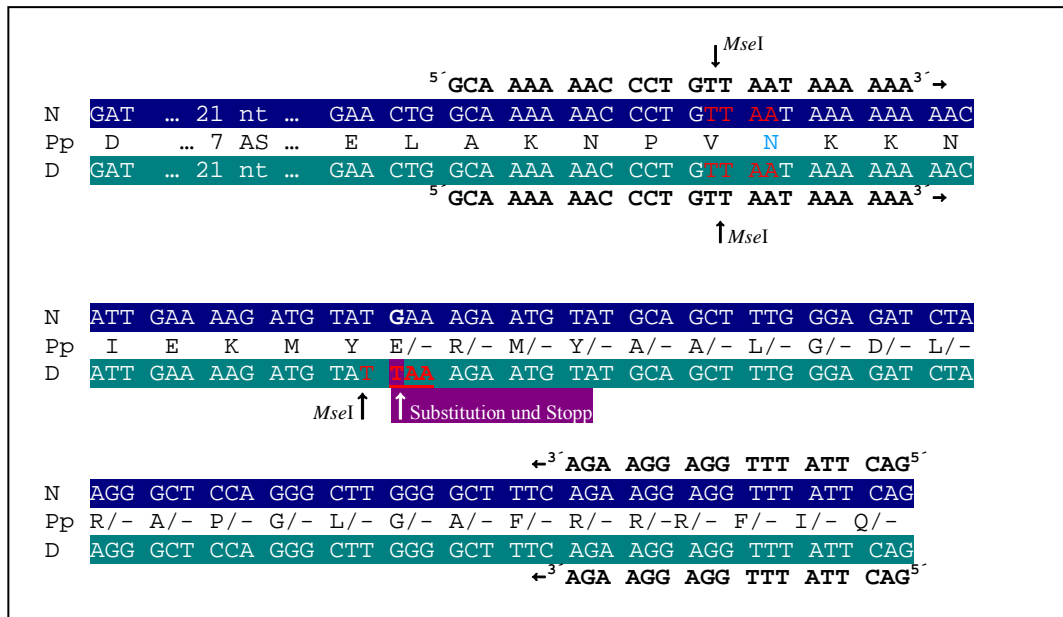 ↓MseI
5´GCA AAA AAC CCT GTT AAT AAA AAA3´→
N GAT … 21 nt … GAA CTG GCA AAA AAC CCT GTT AAT AAA AAA AAC
Pp D … 7 AS … E L A K N P V N K K N
D GAT … 21 nt … GAA CTG GCA AAA AAC CCT GTT AAT AAA AAA AAC
5´GCA AAA AAC CCT GTT AAT AAA AAA3´→
↑MseI
N ATT GAA AAG ATG TAT GAA AGA ATG TAT GCA GCT TTG GGA GAT CTA
Pp I E K M Y E/- R/- M/- Y/- A/- A/- L/- G/- D/- L/-
D ATT GAA AAG ATG TAT TAA AGA ATG TAT GCA GCT TTG GGA GAT CTA
MseI↑ ↑Substitution und Stopp
←3´AGA AGG AGG TTT ATT CAG5´
N AGG GCT CCA GGG CTT GGG GCT TTC AGA AGG AGG TTT ATT CAG
Pp R/- A/- P/- G/- L/- G/- A/- F/- R/- R/-R/- F/- I/- Q/-
D AGG GCT CCA GGG CTT GGG GCT TTC AGA AGG AGG TTT ATT CAG
←3´AGA AGG AGG TTT ATT CAG5´